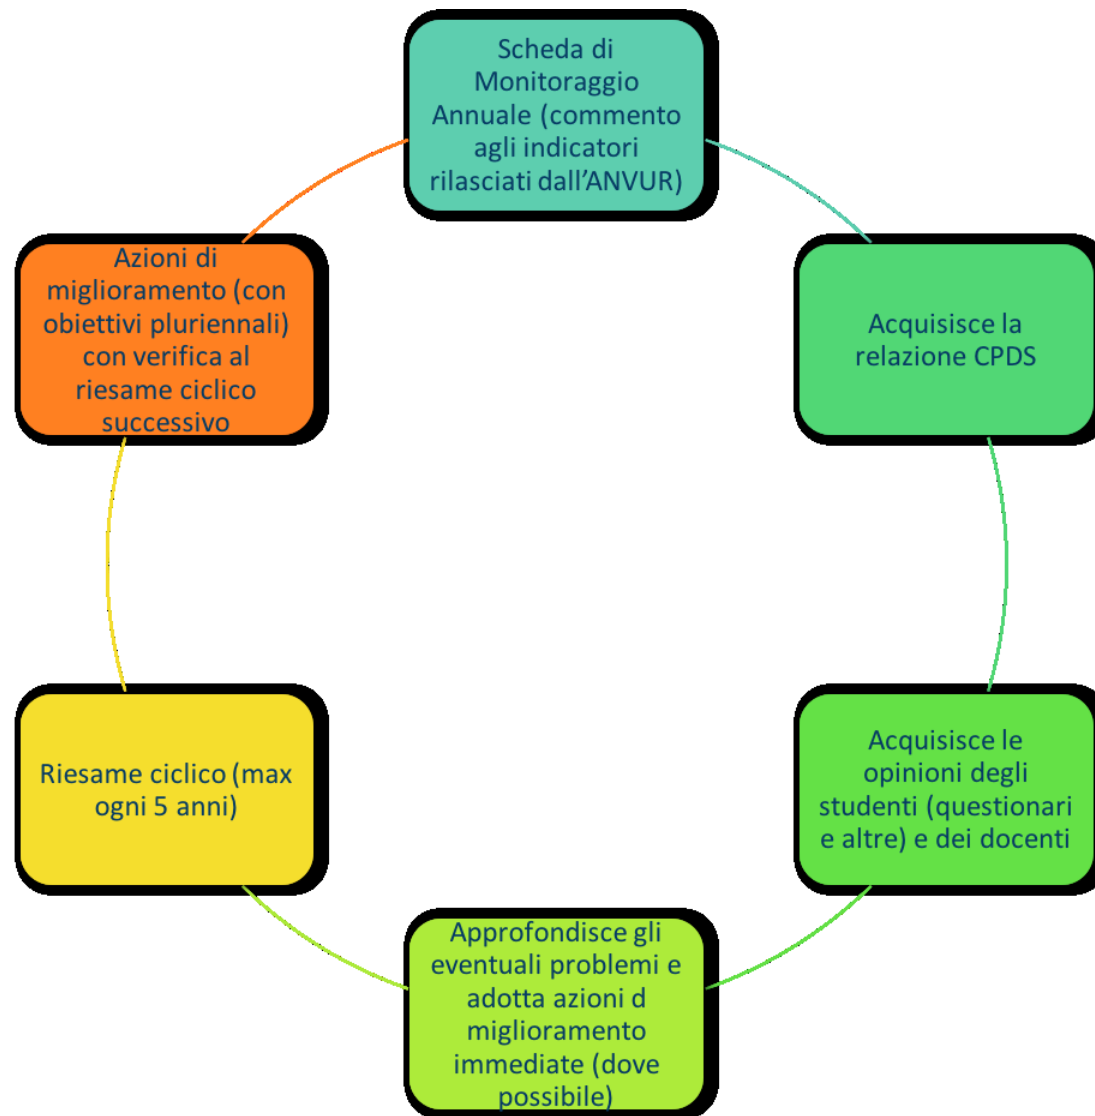 Scheda di
Monitoraggio
Annuale (commento
agli indicatori
rilasciati dall’ANVUR)
Acquisisce la
relazione CPDS
Acquisisce le
opinioni degli
studenti (questionari
e altre) e dei docenti
Approfondisce gli
eventuali problemi e
adotta azioni d
miglioramento
immediate (dove
possibile)
Riesame ciclico (max
ogni 5 anni)
Azioni di
miglioramento (con
obiettivi pluriennali)
con verifica al
riesame ciclico
successivo